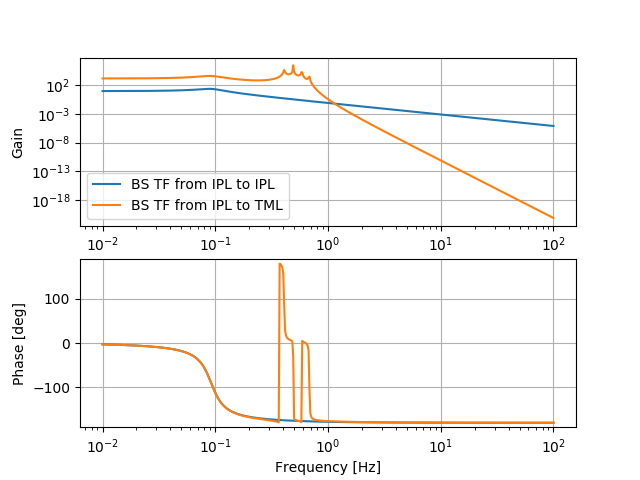 10^2
10^-3
10^-8
10^-13
10^-18
Gain
BS TF from IPL to IPL
BS TF from IPL to TML
10^-2 10^-1 10^0 10^1 10^2
100
0
−100
Phase [deg]
10^-2 10^-1 10^0 10^1 10^2
Frequency [Hz]